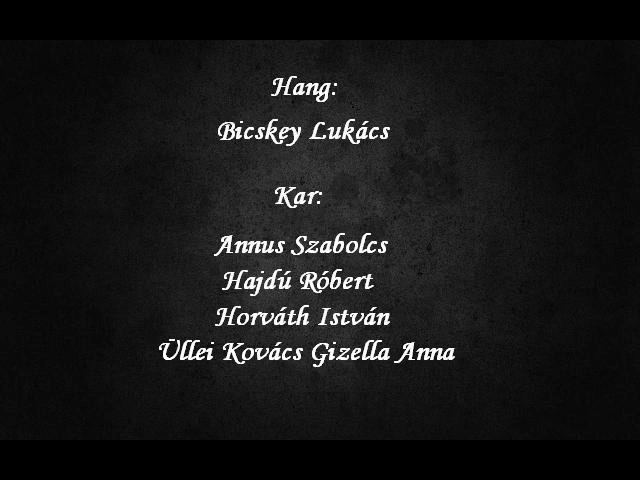 Hang:
Bicskey Lukács
Kar:
Annus Szabolcs
Hajdú Róbert
Horváth István
Üllei Kovács Gizella Anna